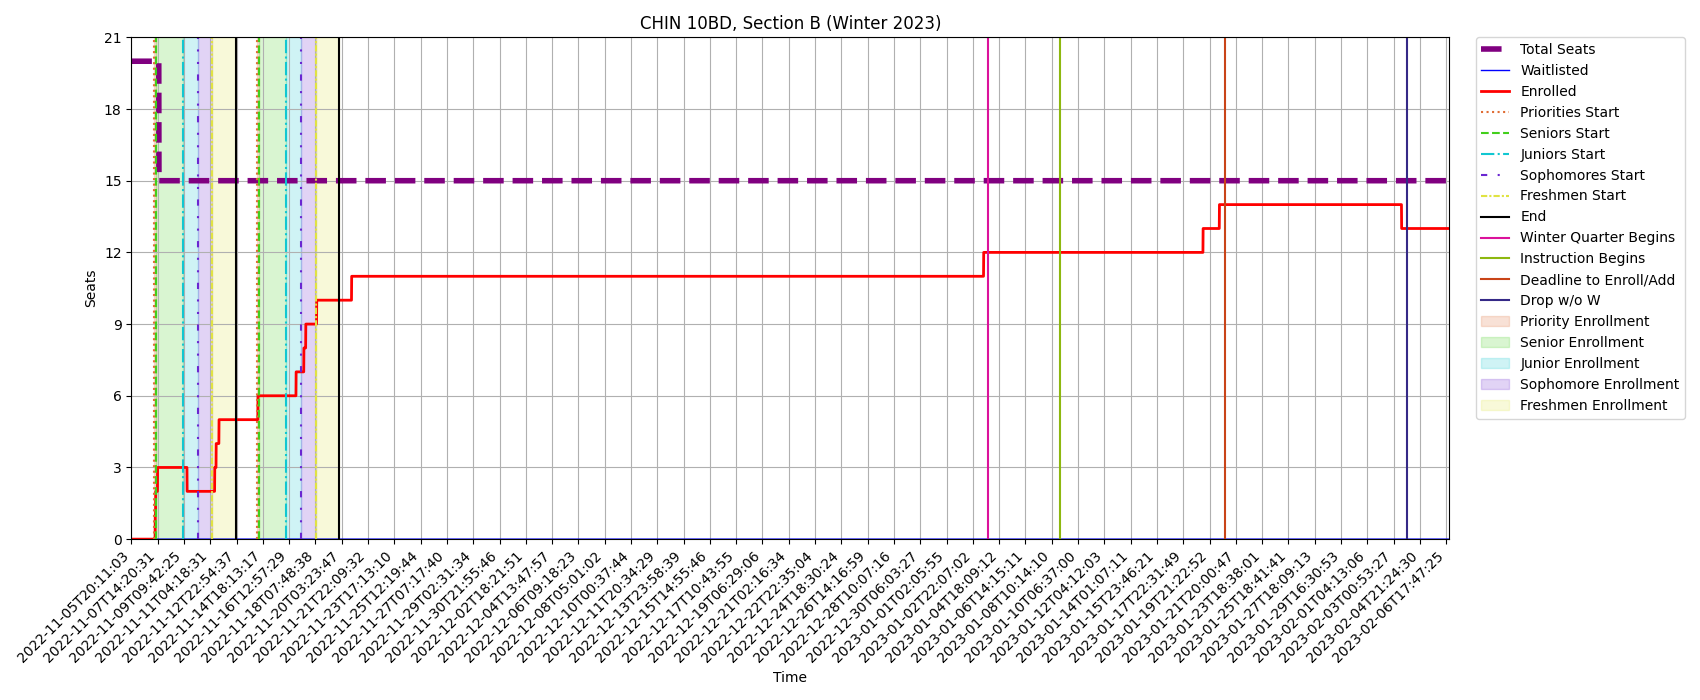 CHIN 10BD, Section B (Winter 2023)
21
18
15
12
9
6
3
0
Seats
2022-11-05T20:11:03
2022-11-07T14:20:31
2022-11-09T09:42:25
2022-11-11T04:18:31
2022-11-12T22:54:37
2022-11-14T18:13:17
2022-11-16T12:57:29
2022-11-18T07:48:38
2022-11-20T03:23:47
2022-11-21T22:09:32
2022-11-23T17:13:10
2022-11-25T12:19:44
2022-11-27T07:17:40
2022-11-29T02:31:34
2022-11-30T21:55:46
2022-12-02T18:21:51
2022-12-04T13:47:57
2022-12-06T09:18:23
2022-12-08T05:01:02
2022-12-10T00:37:44
2022-12-11T20:34:29
2022-12-13T23:58:39
2022-12-15T14:55:46
2022-12-17T10:43:55
2022-12-19T06:29:06
2022-12-21T02:16:34
2022-12-22T22:35:04
2022-12-24T18:30:24
2022-12-26T14:16:59
2022-12-28T10:07:16
2022-12-30T06:03:27
2023-01-01T02:05:55
2023-01-02T22:07:02
2023-01-04T18:09:12
2023-01-06T14:15:11
2023-01-08T10:14:10
2023-01-10T06:37:00
2023-01-12T04:12:03
2023-01-14T01:07:11
2023-01-15T23:46:21
2023-01-17T22:31:49
2023-01-19T21:22:52
2023-01-21T20:00:47
2023-01-23T18:38:01
2023-01-25T18:41:41
2023-01-27T18:09:13
2023-01-29T16:30:53
2023-02-01T04:13:06
2023-02-03T00:53:27
2023-02-04T21:24:30
2023-02-06T17:47:25
Time
Total Seats
Waitlisted
Enrolled
Priorities Start
Seniors Start
Juniors Start
Sophomores Start
Freshmen Start
End
Winter Quarter Begins
Instruction Begins
Deadline to Enroll/Add
Drop w/o W
Priority Enrollment
Senior Enrollment
Junior Enrollment
Sophomore Enrollment
Freshmen Enrollment